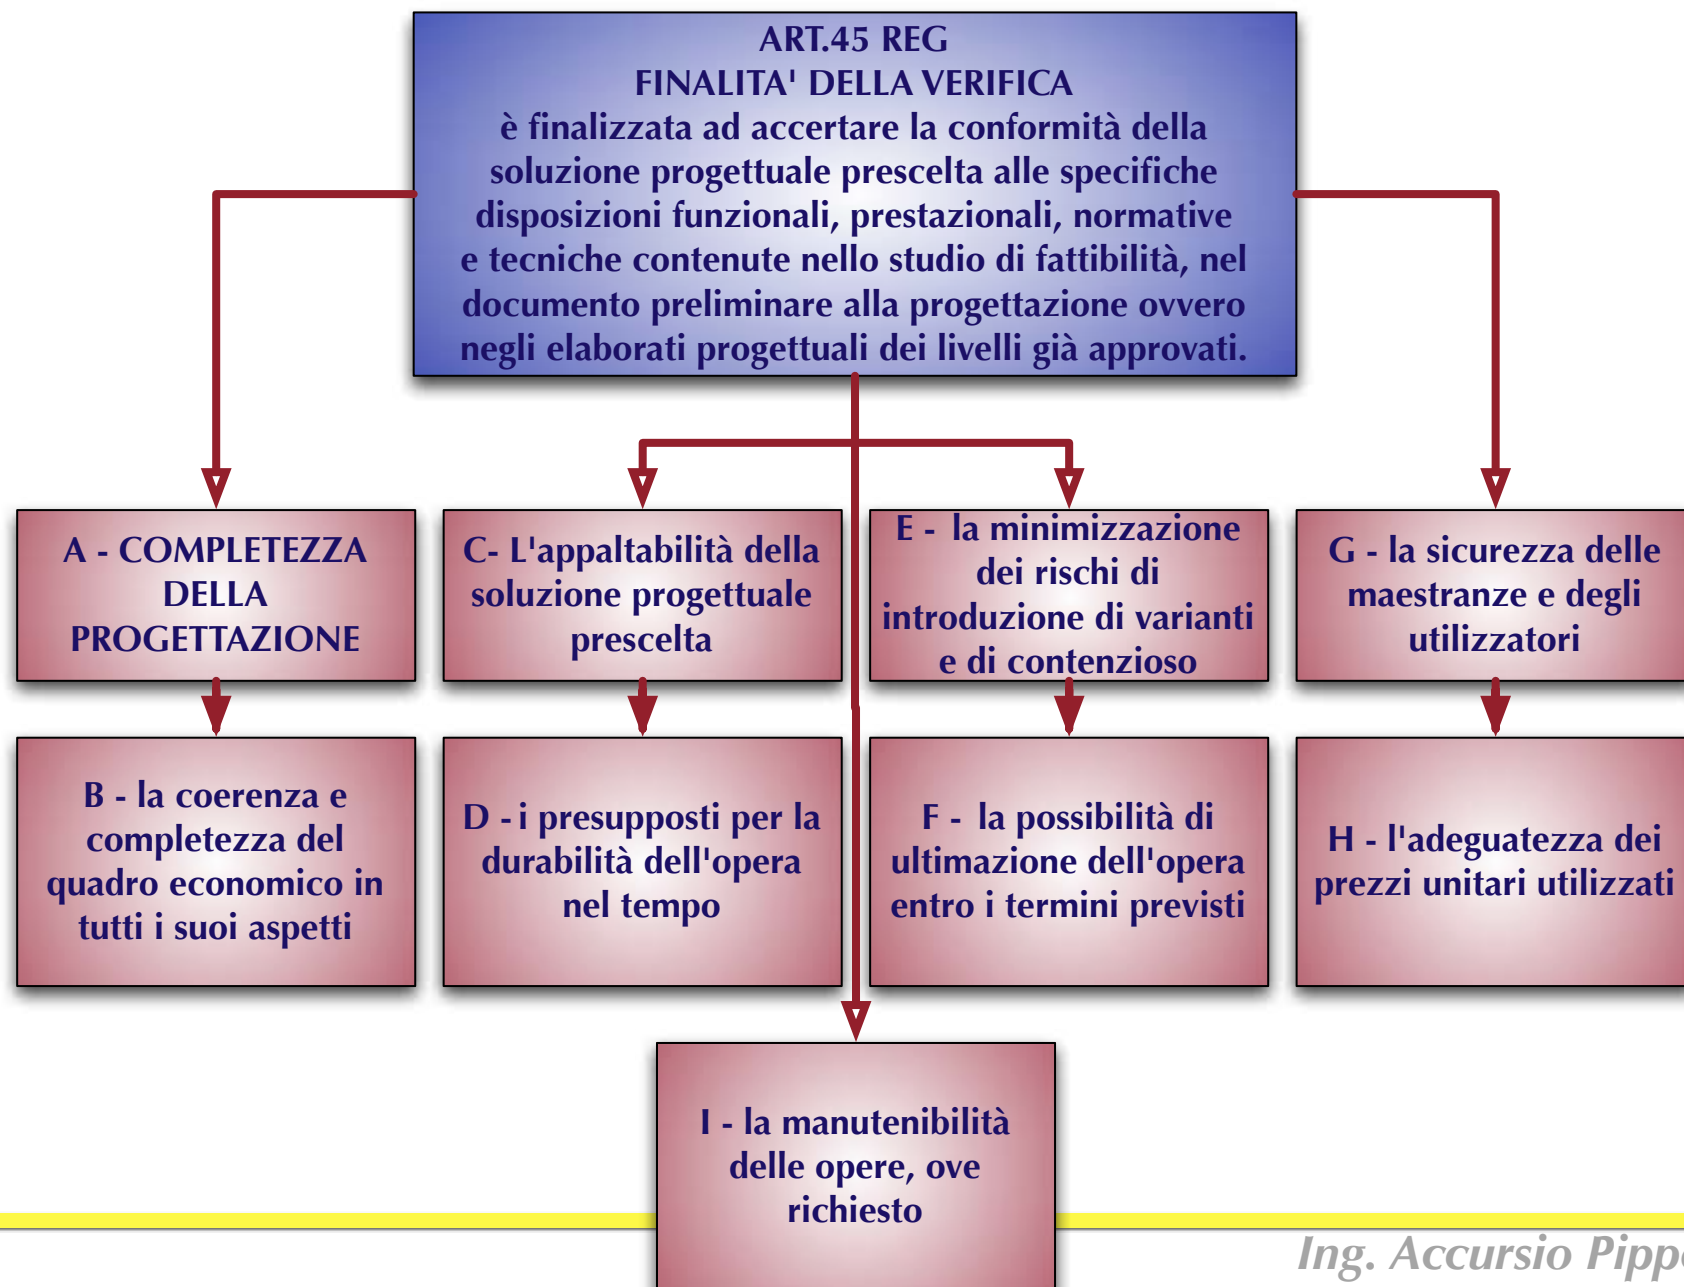 ART.45 REG
FINALITA' DELLA VERIFICA
è finalizzata ad accertare la conformità della
soluzione progettuale prescelta alle specifiche
disposizioni funzionali, prestazionali, normative
e tecniche contenute nello studio di fattibilità, nel
documento preliminare alla progettazione ovvero
negli elaborati progettuali dei livelli già approvati.
A - COMPLETEZZA
DELLA
PROGETTAZIONE
C- L'appaltabilità della
soluzione progettuale
prescelta
E - la minimizzazione
dei rischi di
introduzione di varianti
e di contenzioso
G - la sicurezza delle
maestranze e degli
utilizzatori
B - la coerenza e
completezza del
quadro economico in
tutti i suoi aspetti
D - i presupposti per la
durabilità dell'opera
nel tempo
F - la possibilità di
ultimazione dell'opera
entro i termini previsti
H - l'adeguatezza dei
prezzi unitari utilizzati
I - la manutenibilità
delle opere, ove
richiesto
Ing. Accursio